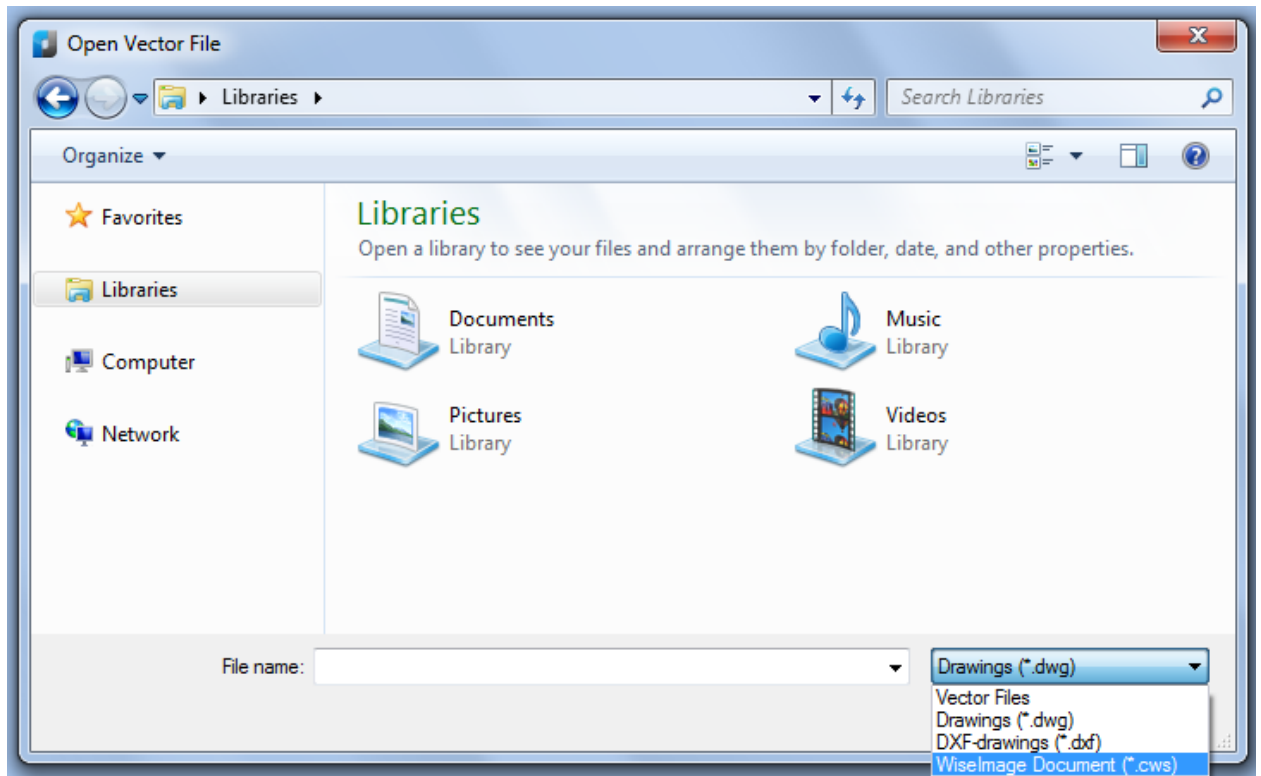 Open Vector File
Libraries
Search Libraries
Organize
Favorites
Libraries
Computer
Network
Libraries
Open a library to see your files and arrange them by folder, date, and other properties.
Documents
Library
Music
Library
Pictures
Library
Videos
Library
File name:
Drawings (*.dwg)
Vector Files
Drawings (*.dwg)
DXF-drawings (*.dxf)
WiseImage Document (*.cws)